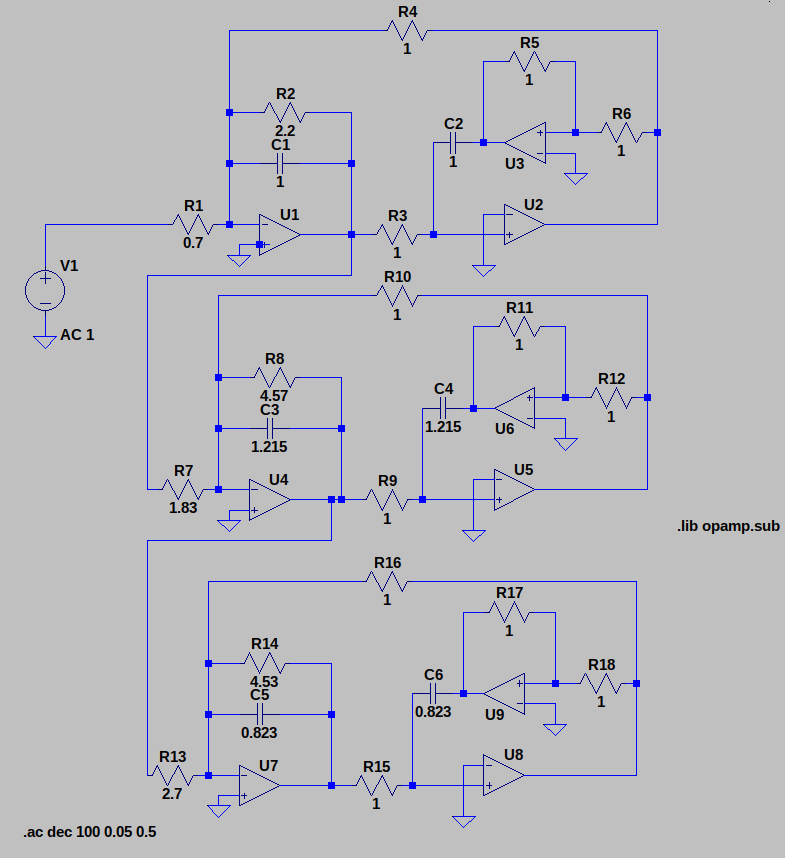 R4
1
R5
1
R2
2.2
C1
1
C2
1
R6
1
U3
R1
0.7
U1
R3
1
U2
V1
AC 1
R10
1
R11
1
R8
4.57
C3
1.215
C4
1.215
R12
1
U6
R7
1.83
U4
R9
1
U5
.lib opamp.sub
R16
1
R17
1
R14
4.53
C5
0.823
C6
0.823
R18
1
U9
R13
2.7
U7
R15
1
U8
.ac dec 100 0.05 0.5